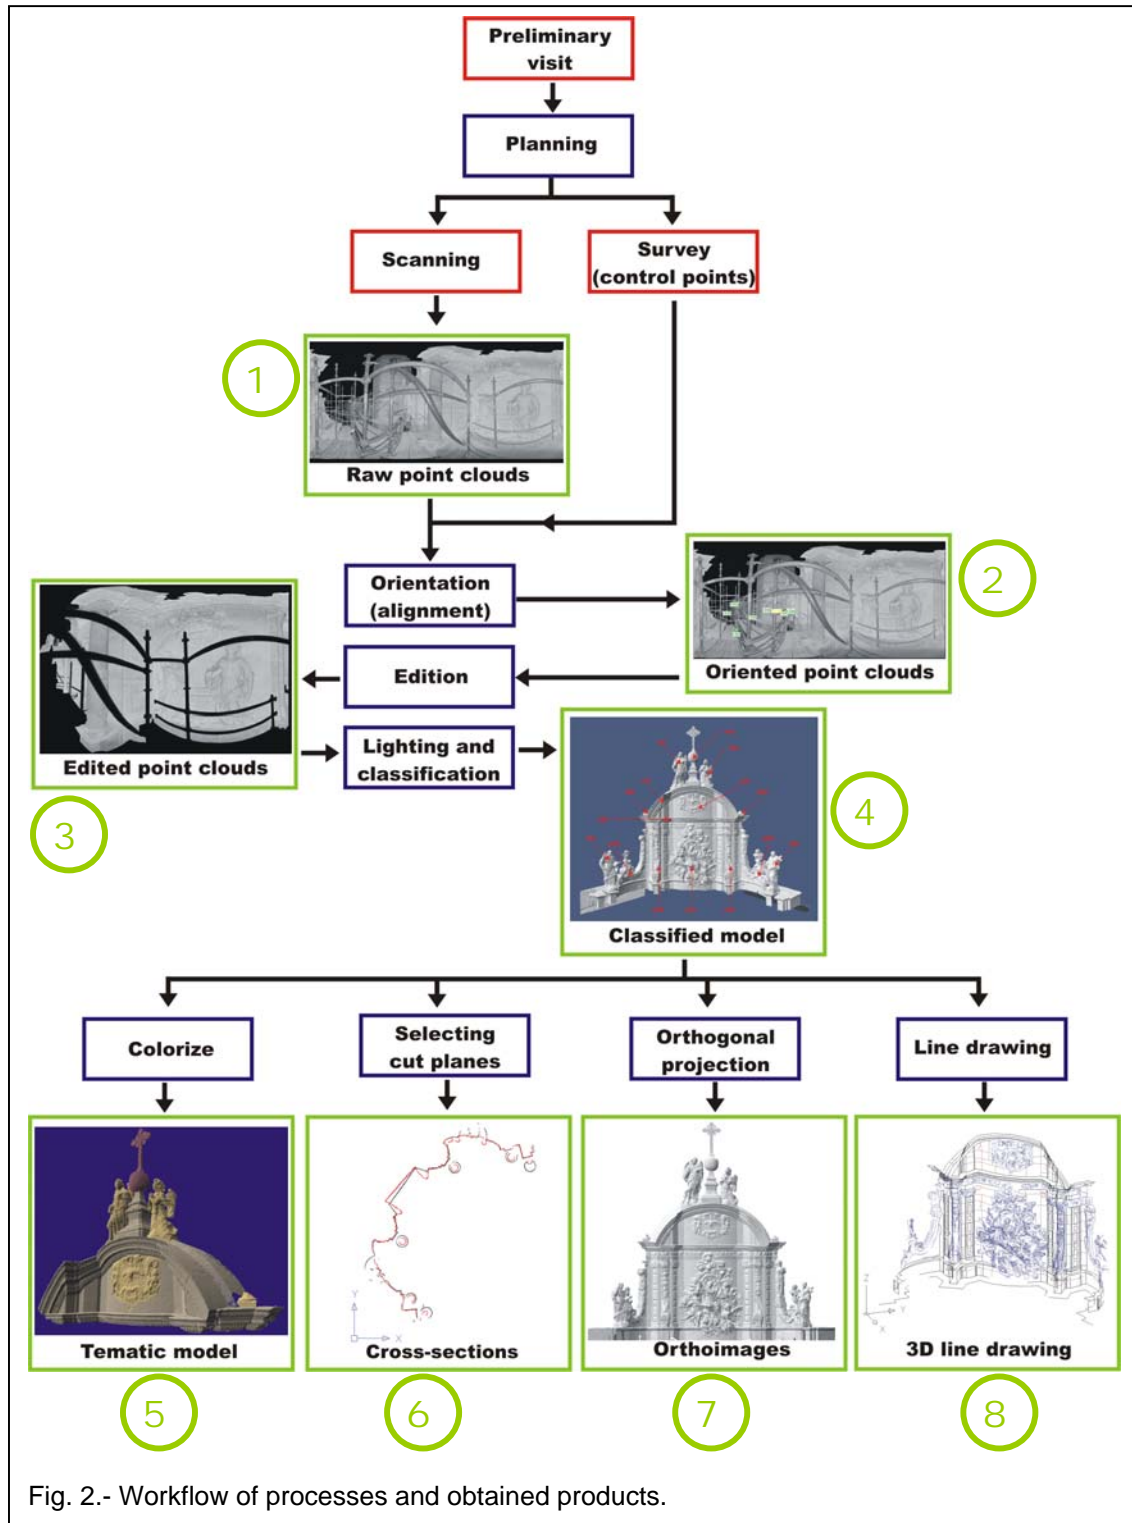 Preliminary
visit
Planning
Scanning
Survey
(control points)
1
Raw point clouds
Orientation
(alignment)
2
Oriented point clouds
Edition
Edited point clouds
3
Lighting and
classification
4
Classified model
Colorize
Selecting
cut planes
Orthogonal
projection
Line drawing
Tematic model
Y
X
Cross-sections
Orthoimages
Z
Y
X
3D line drawing
5
6
7
8
Fig. 2.- Workflow of processes and obtained products.